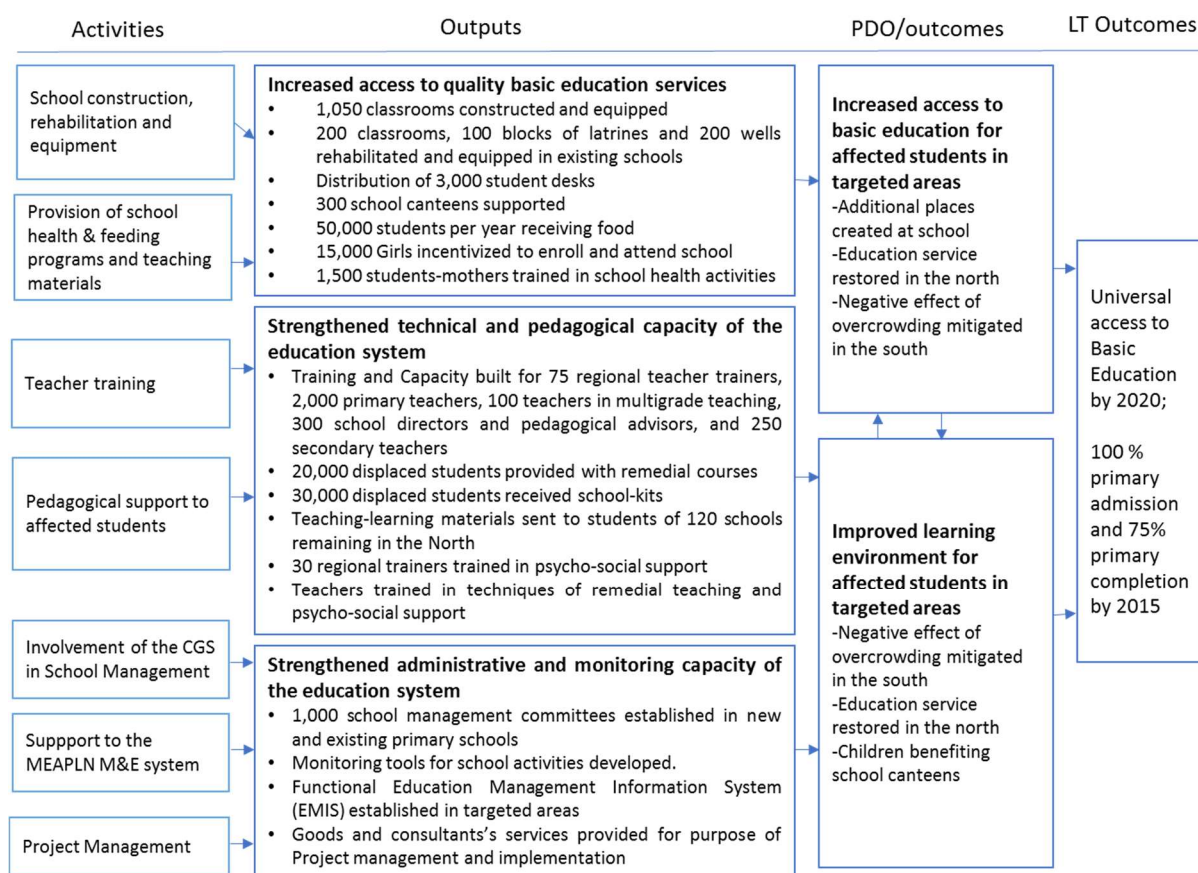 Activities
Outputs
PDO/outcomes
LT Outcomes
School construction,
rehabilitation and
equipment
Provision of school
health & feeding
programs and teaching
materials
Teacher training
Pedagogical support to
affected students
Involvement of the CGS
in School Management
Suppport to the
MEAPLN M&E system
Project Management
Increased access to quality basic education services
• 1,050 classrooms constructed and equipped
• 200 classrooms, 100 blocks of latrines and 200 wells
rehabilitated and equipped in existing schools
• Distribution of 3,000 student desks
• 300 school canteens supported
• 50,000 students per year receiving food
• 15,000 Girls incentivized to enroll and attend school
• 1,500 students-mothers trained in school health activities
Strengthened technical and pedagogical capacity of the
education system
• Training and Capacity built for 75 regional teacher trainers,
2,000 primary teachers, 100 teachers in multigrade teaching,
300 school directors and pedagogical advisors, and 250
secondary teachers
• 20,000 displaced students provided with remedial courses
• 30,000 displaced students received school-kits
• Teaching-learning materials sent to students of 120 schools
remaining in the North
• 30 regional trainers trained in psycho-social support
• Teachers trained in techniques of remedial teaching and
psycho-social support
Strengthened administrative and monitoring capacity of
the education system
• 1,000 school management committees established in new
and existing primary schools
• Monitoring tools for school activities developed.
• Functional Education Management Information System
(EMIS) established in targeted areas
• Goods and consultants's services provided for purpose of
Project management and implementation
Increased access to
basic education for
affected students in
targeted areas
-Additional places
created at school
-Education service
restored in the north
-Negative effect of
overcrowding mitigated
in the south
Improved learning
environment for
affected students in
targeted areas
-Negative effect of
overcrowding mitigated
in the south
-Education service
restored in the north
-Children benefiting
school canteens
Universal
access to
Basic
Education
by 2020;
100 %
primary
admission
and 75%
primary
completion
by 2015